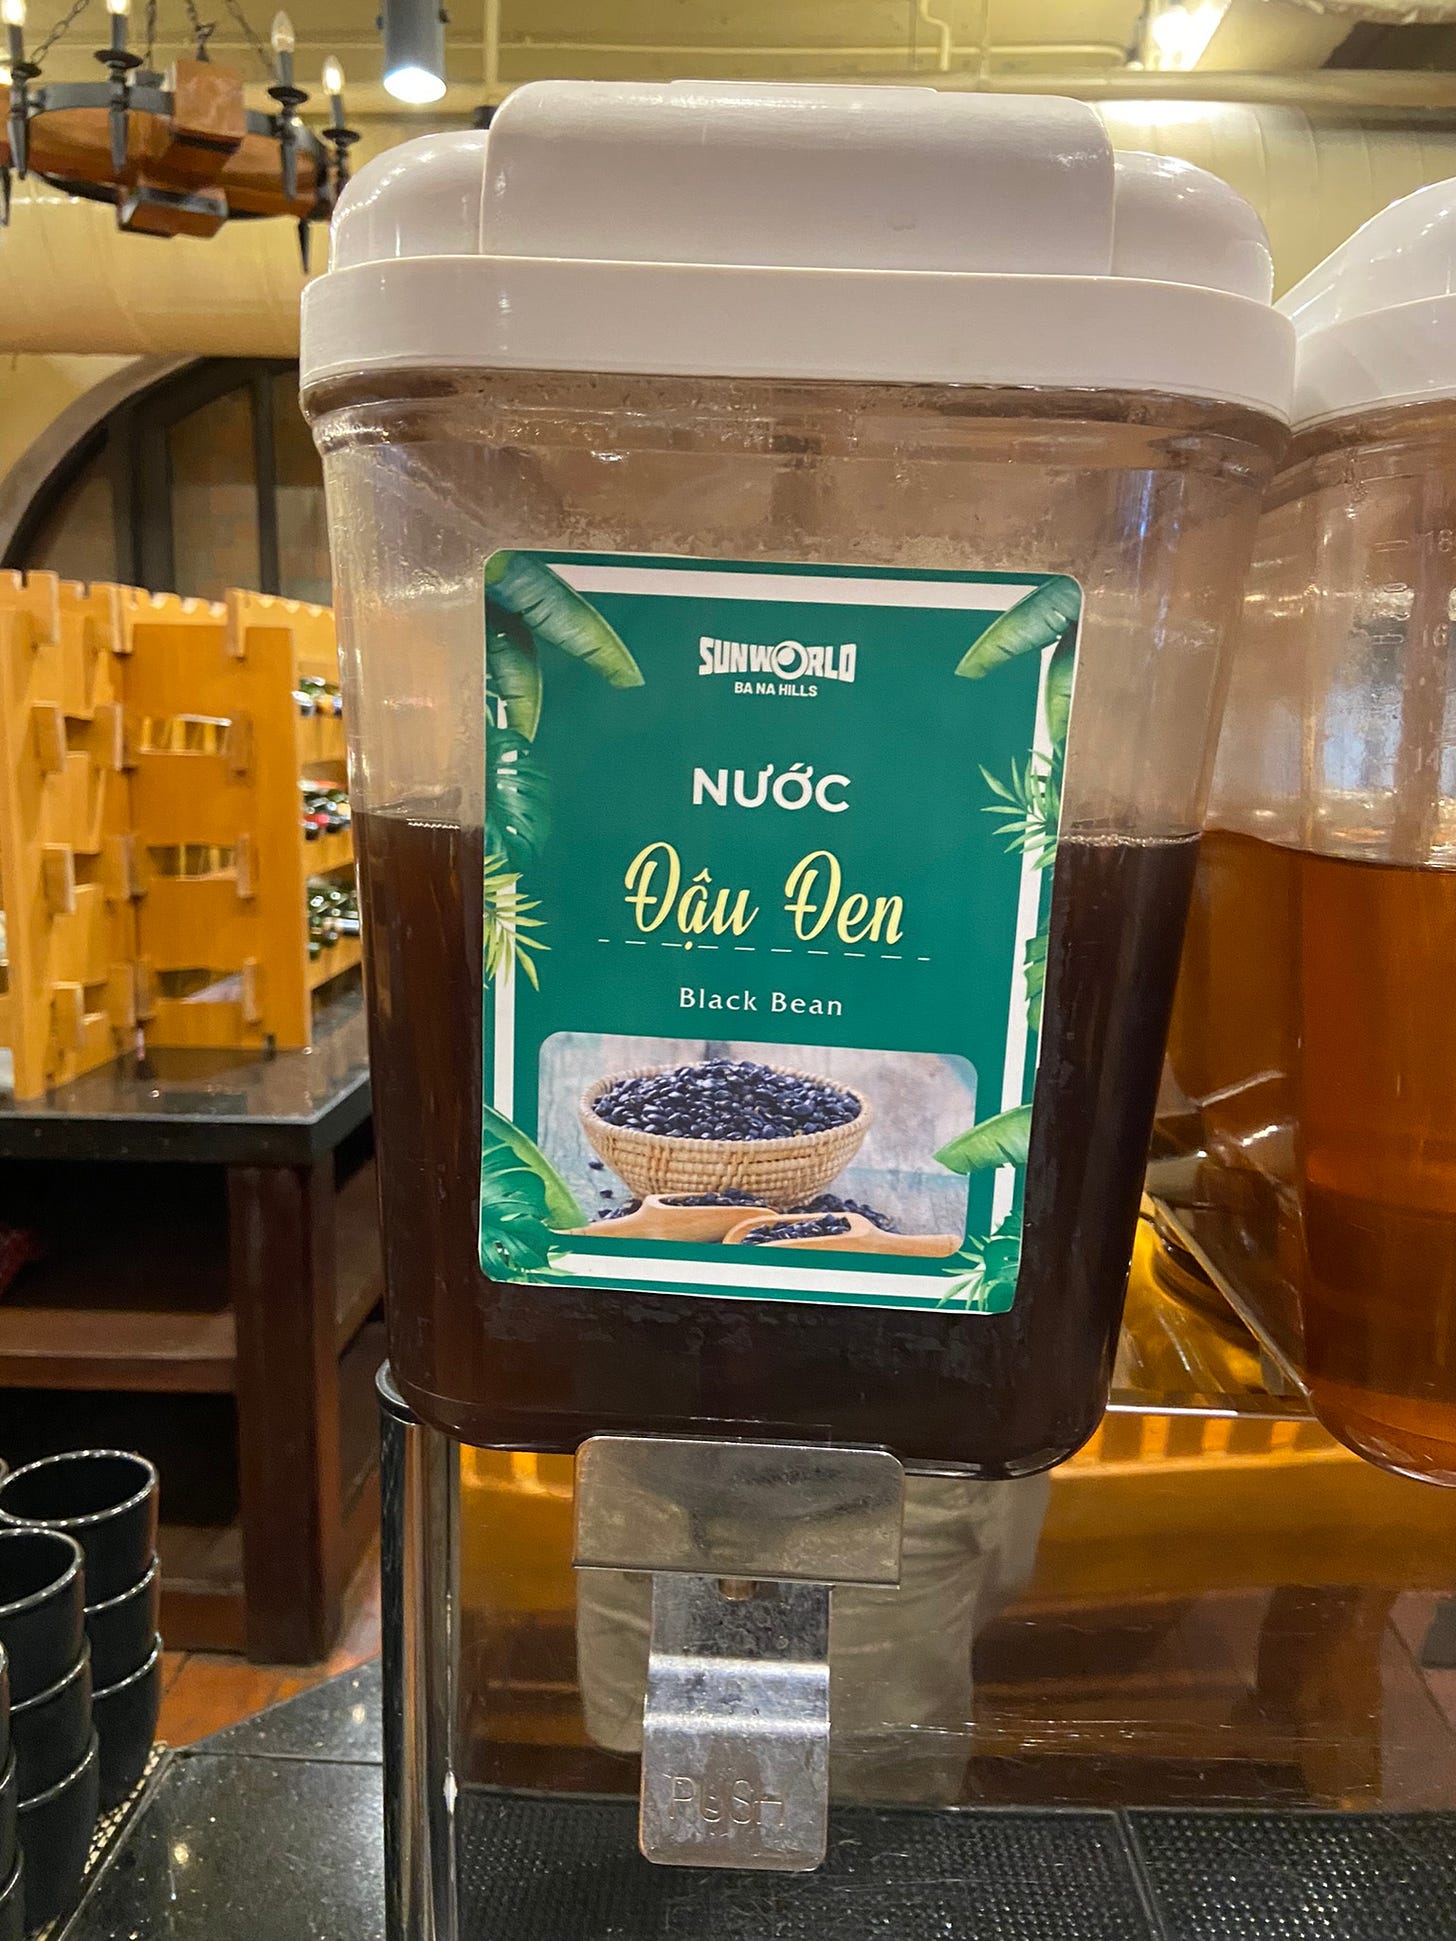 SUNWORLD
BA NA HILLS
NƯỚC
Đậu Đen
Black Bean
PUSH